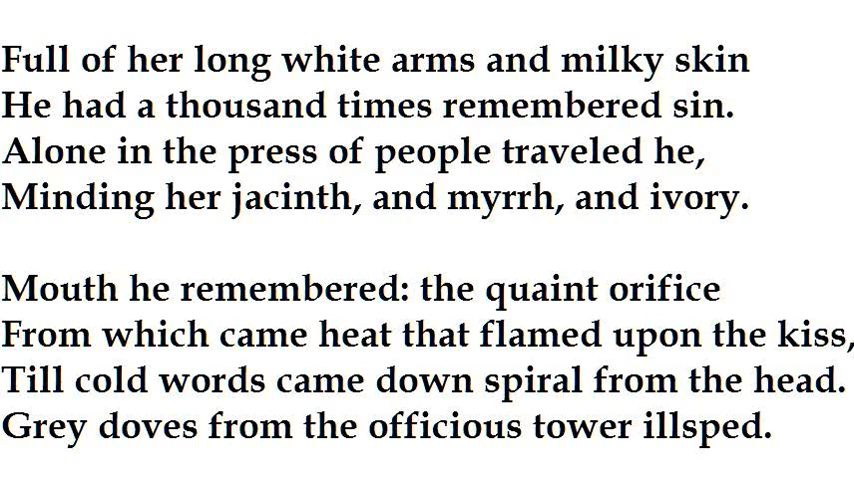 Full of her long white arms and milky skin
He had a thousand times remembered sin.
Alone in the press of people traveled he,
Minding her jacinth, and myrrh, and ivory.
Mouth he remembered: the quaint orifice
From which came heat that flamed upon the kiss,
Till cold words came down spiral from the head.
Grey doves from the officious tower illsped.